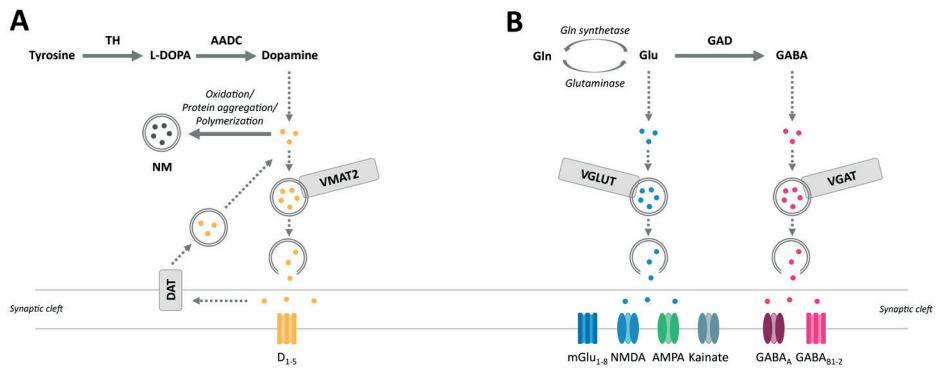 A
TH
AADC
Tyrosine
L-DOPA
Dopamine
Oxidation/
Protein aggregation/
Polymerization
NM
VMAT2
DAT
Synaptic cleft
D1-5
B
Gln synthetase
GAD
Gln
Glu
GABA
Glutaminase
VGLUT
VGAT
Synaptic cleft
mGlu1-8
NMDA
AMPA
Kainate
GABAA
GABAB1-2